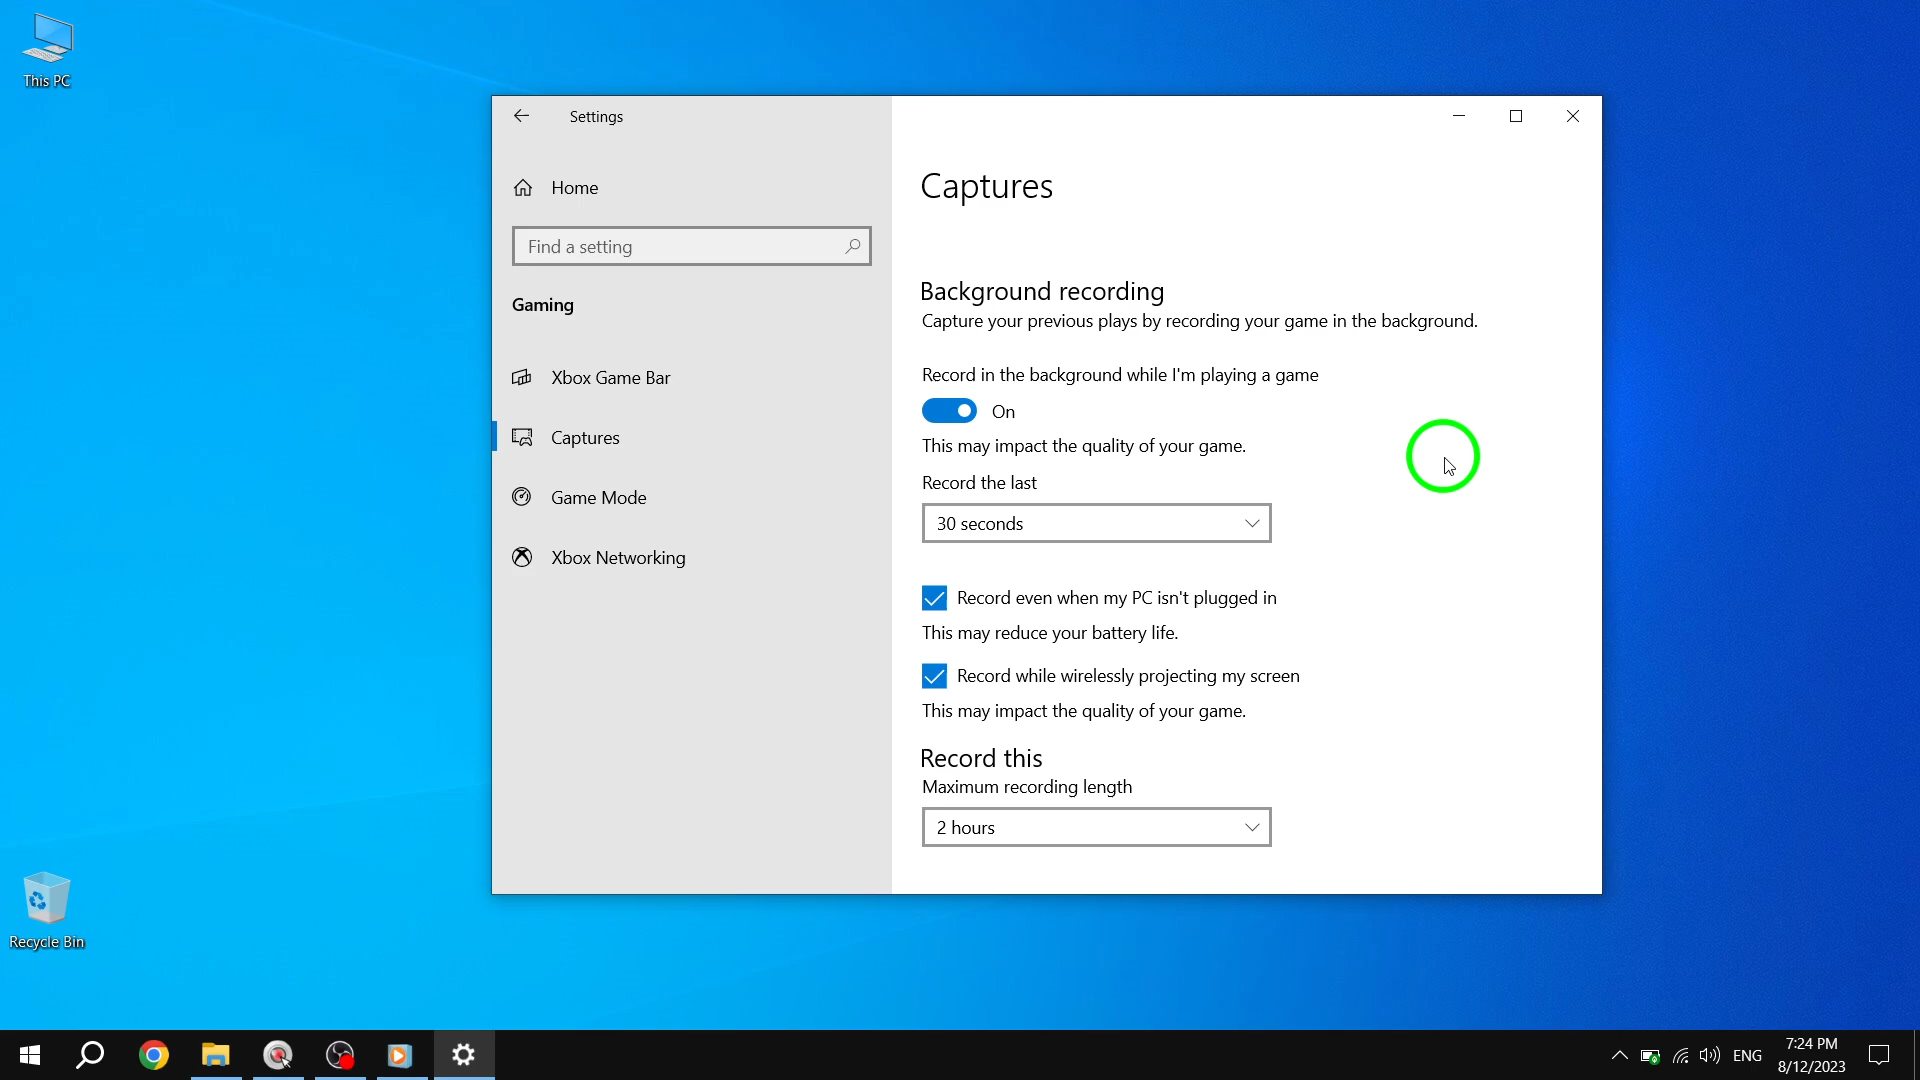 This PC
Settings
Home
Find a setting
Gaming
Xbox Game Bar
Captures
Game Mode
Xbox Networking
Captures
Background recording
Capture your previous plays by recording your game in the background.
Record in the background while I'm playing a game
On
This may impact the quality of your game.
Record the last
30 seconds
Record even when my PC isn't plugged in
This may reduce your battery life.
Record while wirelessly projecting my screen
This may impact the quality of your game.
Record this
Maximum recording length
2 hours
Recycle Bin
ENG
7:24 PM
8/12/2023